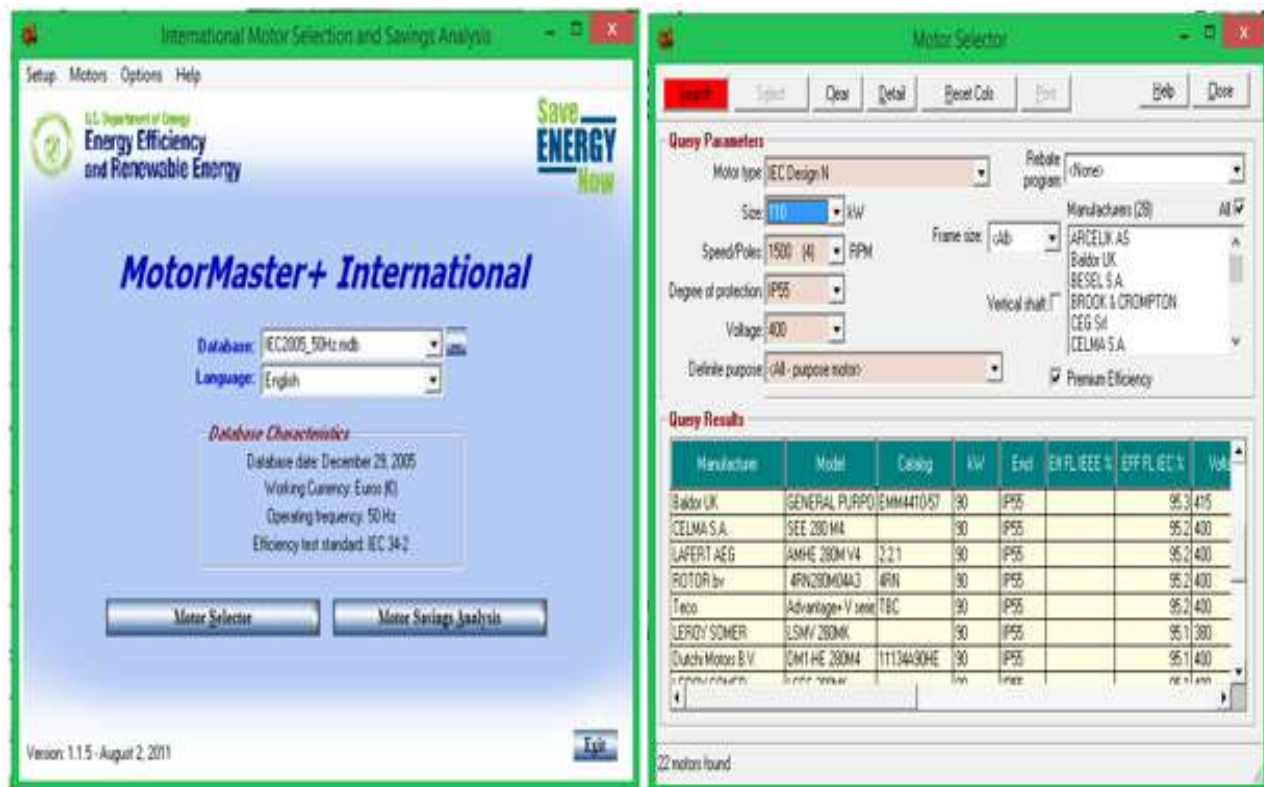 International Motor Selection and Savings Analysis
Setup Motors Options Help
U.S. Department of Energy
Energy Efficiency
and Renewable Energy
Save
ENERGY
Now
MotorMaster+ International
Database: IEC2005_50Hz.mdb
Language: English
Database Characteristics
Database date: December 29, 2005
Working Currency: Euros (€)
Operating frequency: 50 Hz
Efficiency test standard: IEC 34-2
Motor Selector
Motor Savings Analysis
Version: 1.1.5 - August 2, 2011
Exit
Motor Selector
Search Select Clear Detail Reset Cols Print Help Close
Query Parameters
Motor type: IEC Design N
Rebate program: <None>
Size: 110 kW
Manufacturers (28) All
Speed/Poles: 1500 (4) RPM
Frame size: <All>
ARCELIK AS
Baldor UK
BESEL S.A.
BROOK & CROMPTON
CEG Srl
CELMA S.A.
Degree of protection: IP55
Vertical shaft:
Voltage: 400
Definite purpose: <All - purpose motor>
Premium Efficiency
Query Results
Manufacturer Model Catalog kW Encl Eff FL IEEE % EFF FL IEC %
Baldor UK GENERAL PURPO EMM4410-57 90 IP55 95.3 415
CELMA S.A. SEE 280 M4 90 IP55 95.2 400
LAFERT AEG AMHE 280M V4 2.2.1 90 IP55 95.2 400
ROTOR bv 4RN280M04A3 4RN 90 IP55 95.2 400
Teco Advantage+ V serie TBC 90 IP55 95.2 400
LEROY SOMER LSMV 280MK 90 IP55 95.1 380
Dutchi Motors B.V. DM1-HE 280M4 11134A90HE 90 IP55 95.1 400
22 motors found